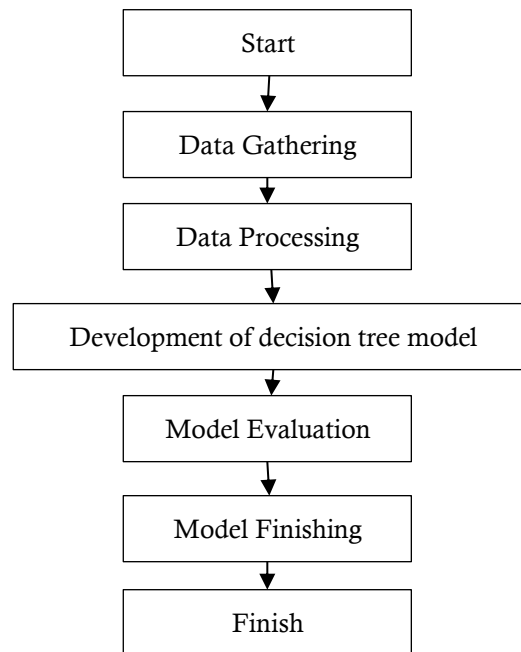 Start
Data Gathering
Data Processing
Development of decision tree model
Model Evaluation
Model Finishing
Finish